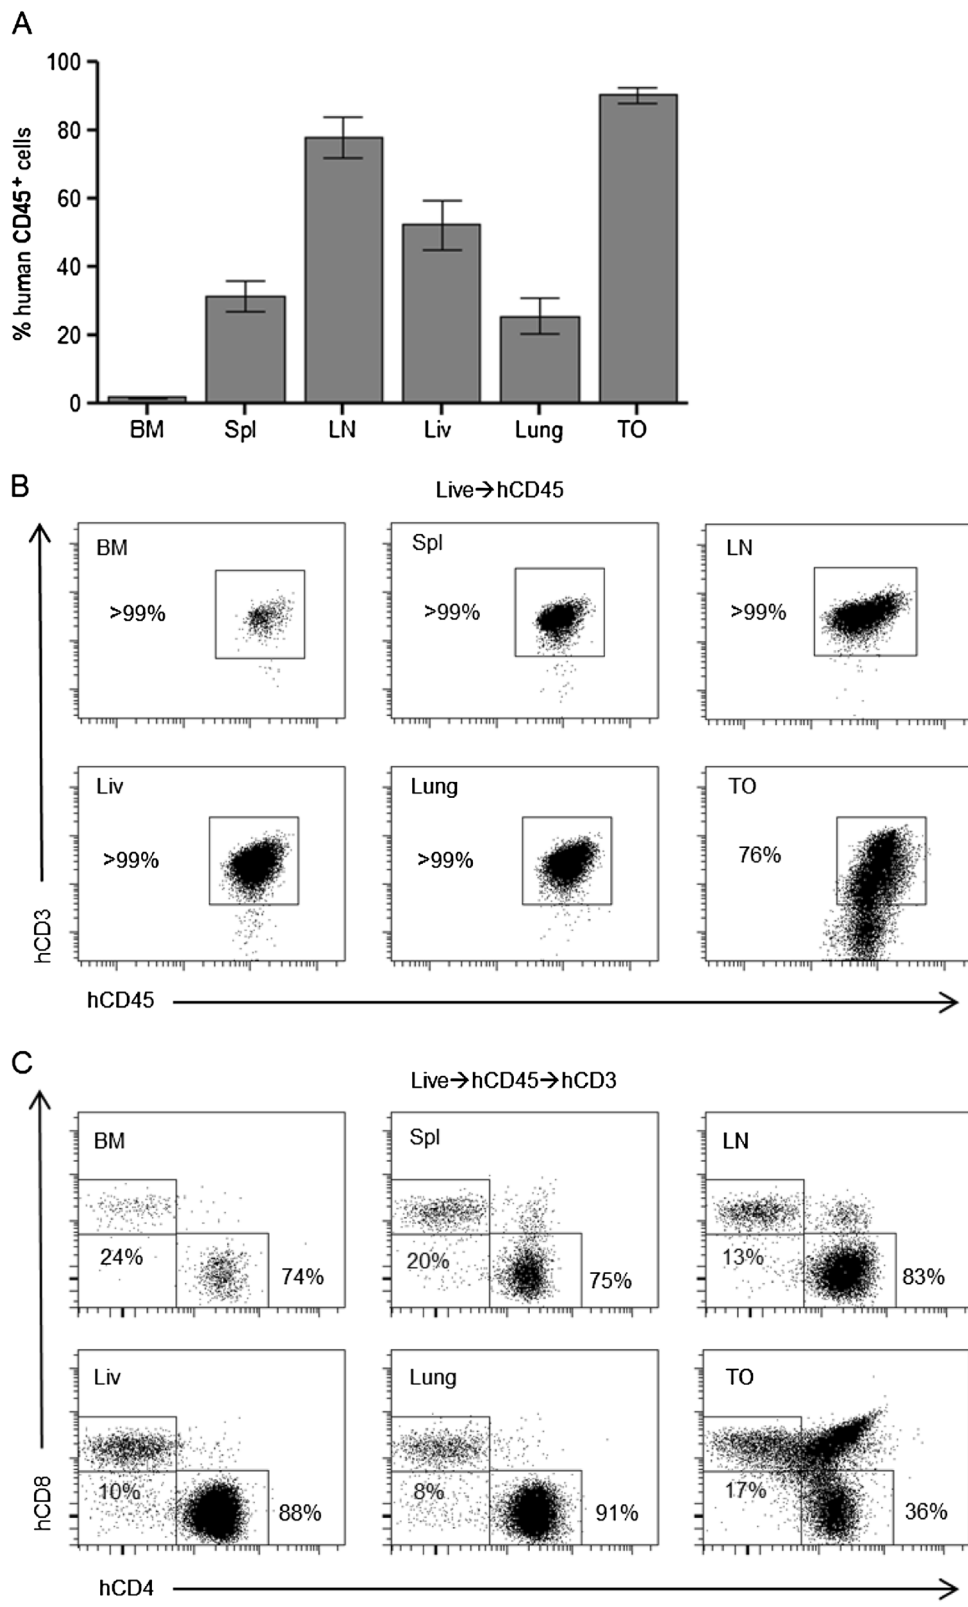 A
% human CD45+ cells
100
80
60
40
20
0
BM Spl LN Liv Lung TO
B
Live→hCD45
BM Spl LN
>99% >99% >99%
Liv Lung TO
>99% >99% 76%
hCD3
hCD45
C
Live→hCD45→hCD3
BM Spl LN
24% 74% 20% 75% 13% 83%
Liv Lung TO
10% 88% 8% 91% 17% 36%
hCD8
hCD4